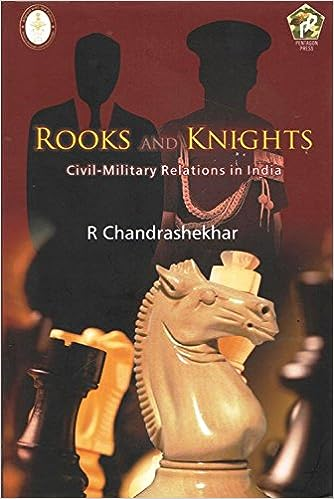 PENTAGON
PRESS
ROOKS AND KNIGHTS
Civil-Military Relations in India
R Chandrashekhar